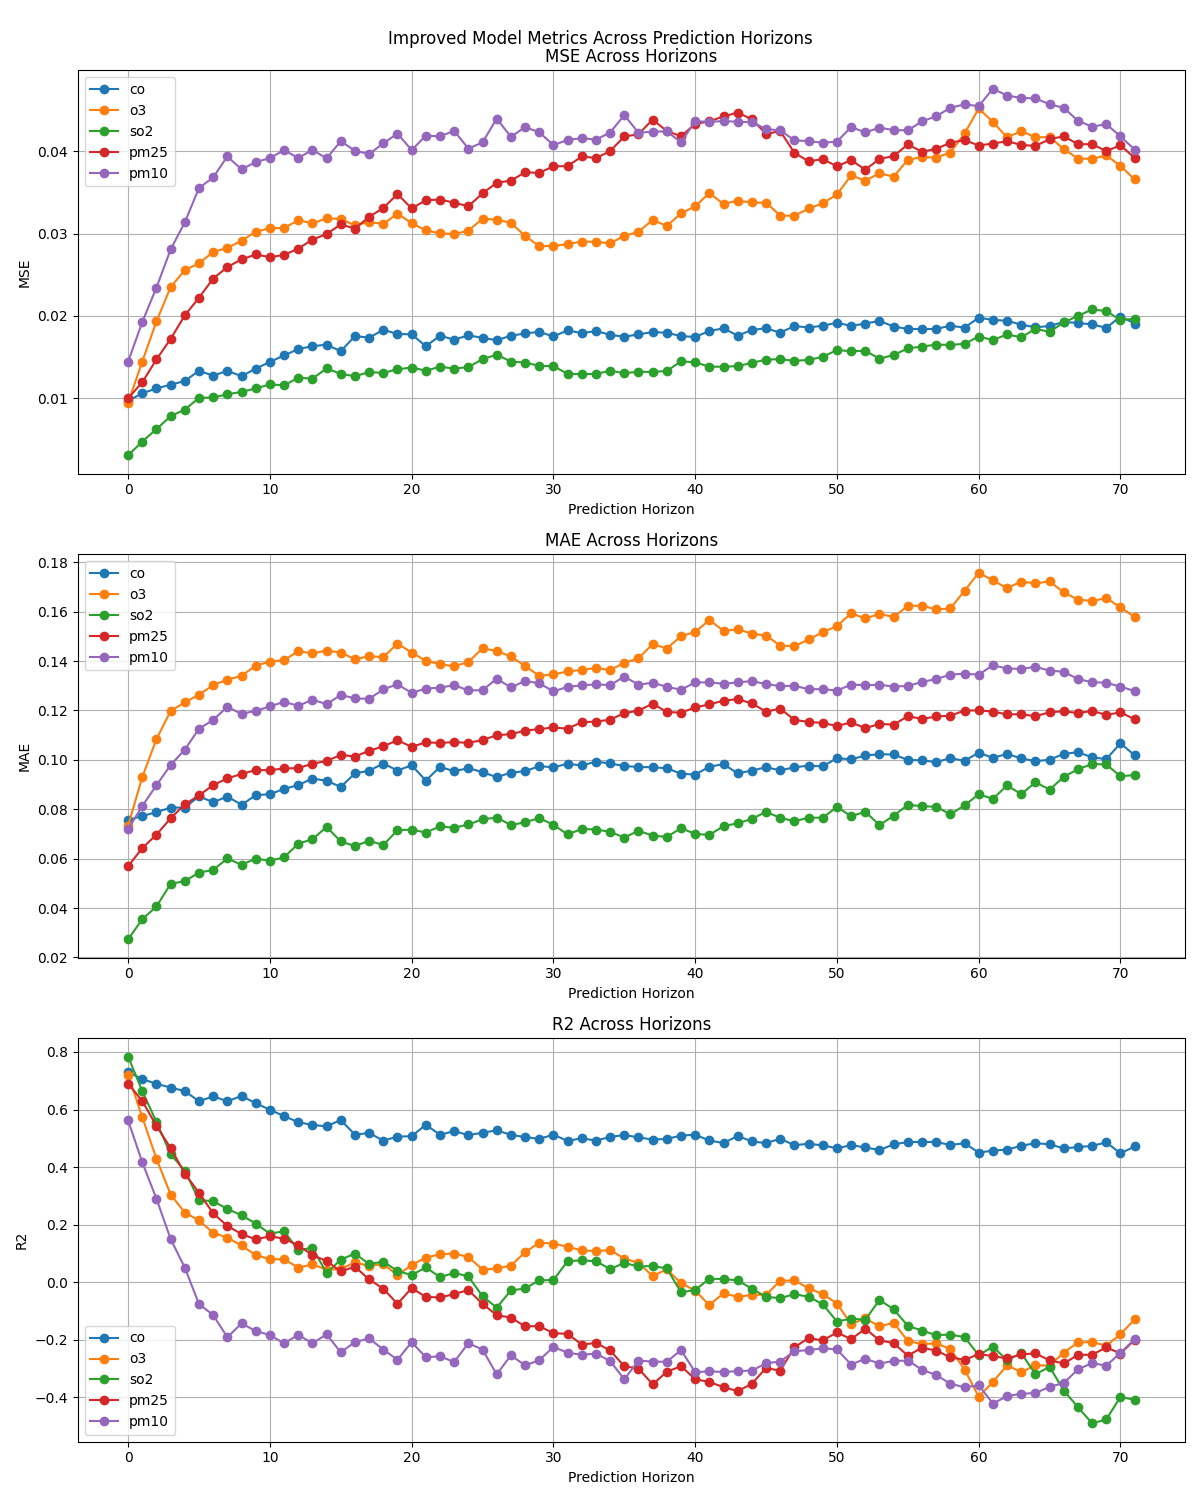 Improved Model Metrics Across Prediction Horizons
MSE Across Horizons
co
o3
so2
pm25
pm10
0.04
0.03
0.02
0.01
MSE
0 10 20 30 40 50 60 70
Prediction Horizon
MAE Across Horizons
co
o3
so2
pm25
pm10
0.18
0.16
0.14
0.12
0.10
0.08
0.06
0.04
0.02
MAE
0 10 20 30 40 50 60 70
Prediction Horizon
R2 Across Horizons
0.8
0.6
0.4
0.2
0.0
−0.2
−0.4
R2
co
o3
so2
pm25
pm10
0 10 20 30 40 50 60 70
Prediction Horizon